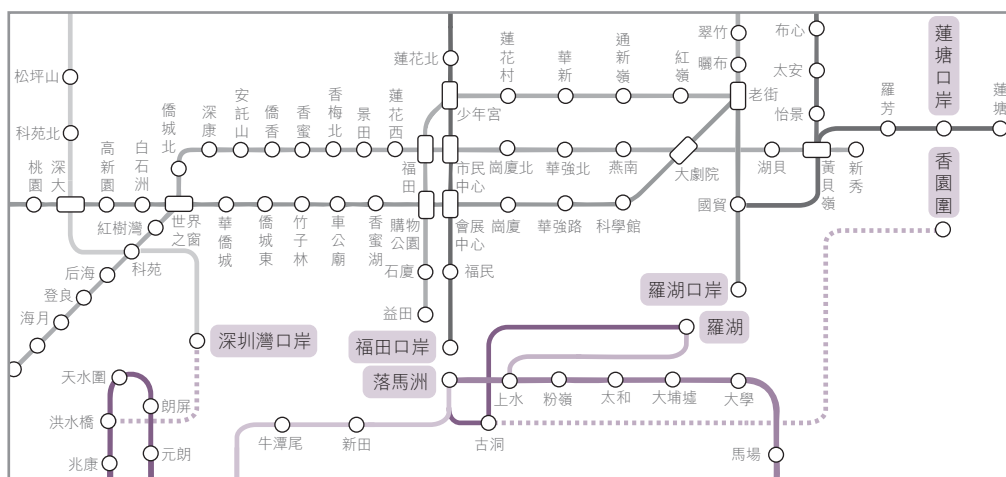 翠竹
布心
蓮塘口岸
松坪山
蓮花北
蓮花村
華新
通新嶺
紅嶺
曬布
太安
羅芳
蓮塘
科苑北
僑城北
深康
安託山
僑香
香蜜
香梅北
景田
蓮花西
少年宮
老街
怡景
桃園
深大
高新園
白石洲
福田
市民中心
崗廈北
華強北
燕南
大劇院
湖貝
黃貝嶺
新秀
香園圍
紅樹灣
世界之窗
華僑城
僑城東
竹子林
車公廟
香蜜湖
購物公園
會展中心
崗廈
華強路
科學館
國貿
后海
科苑
石廈
福民
登良
羅湖口岸
海月
益田
羅湖
深圳灣口岸
福田口岸
天水圍
落馬洲
上水
粉嶺
太和
大埔墟
大學
朗屏
洪水橋
牛潭尾
新田
古洞
兆康
元朗
馬場